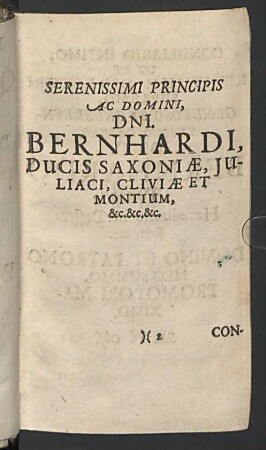 SERENISSIMI PRINCIPIS
AC DOMINI,
DNI.
BERNHARDI,
DUCIS SAXONIÆ, JU-
LIACI, CLIVIÆ ET
MONTIUM,
&c.&c,&c.
)( 2 CON-